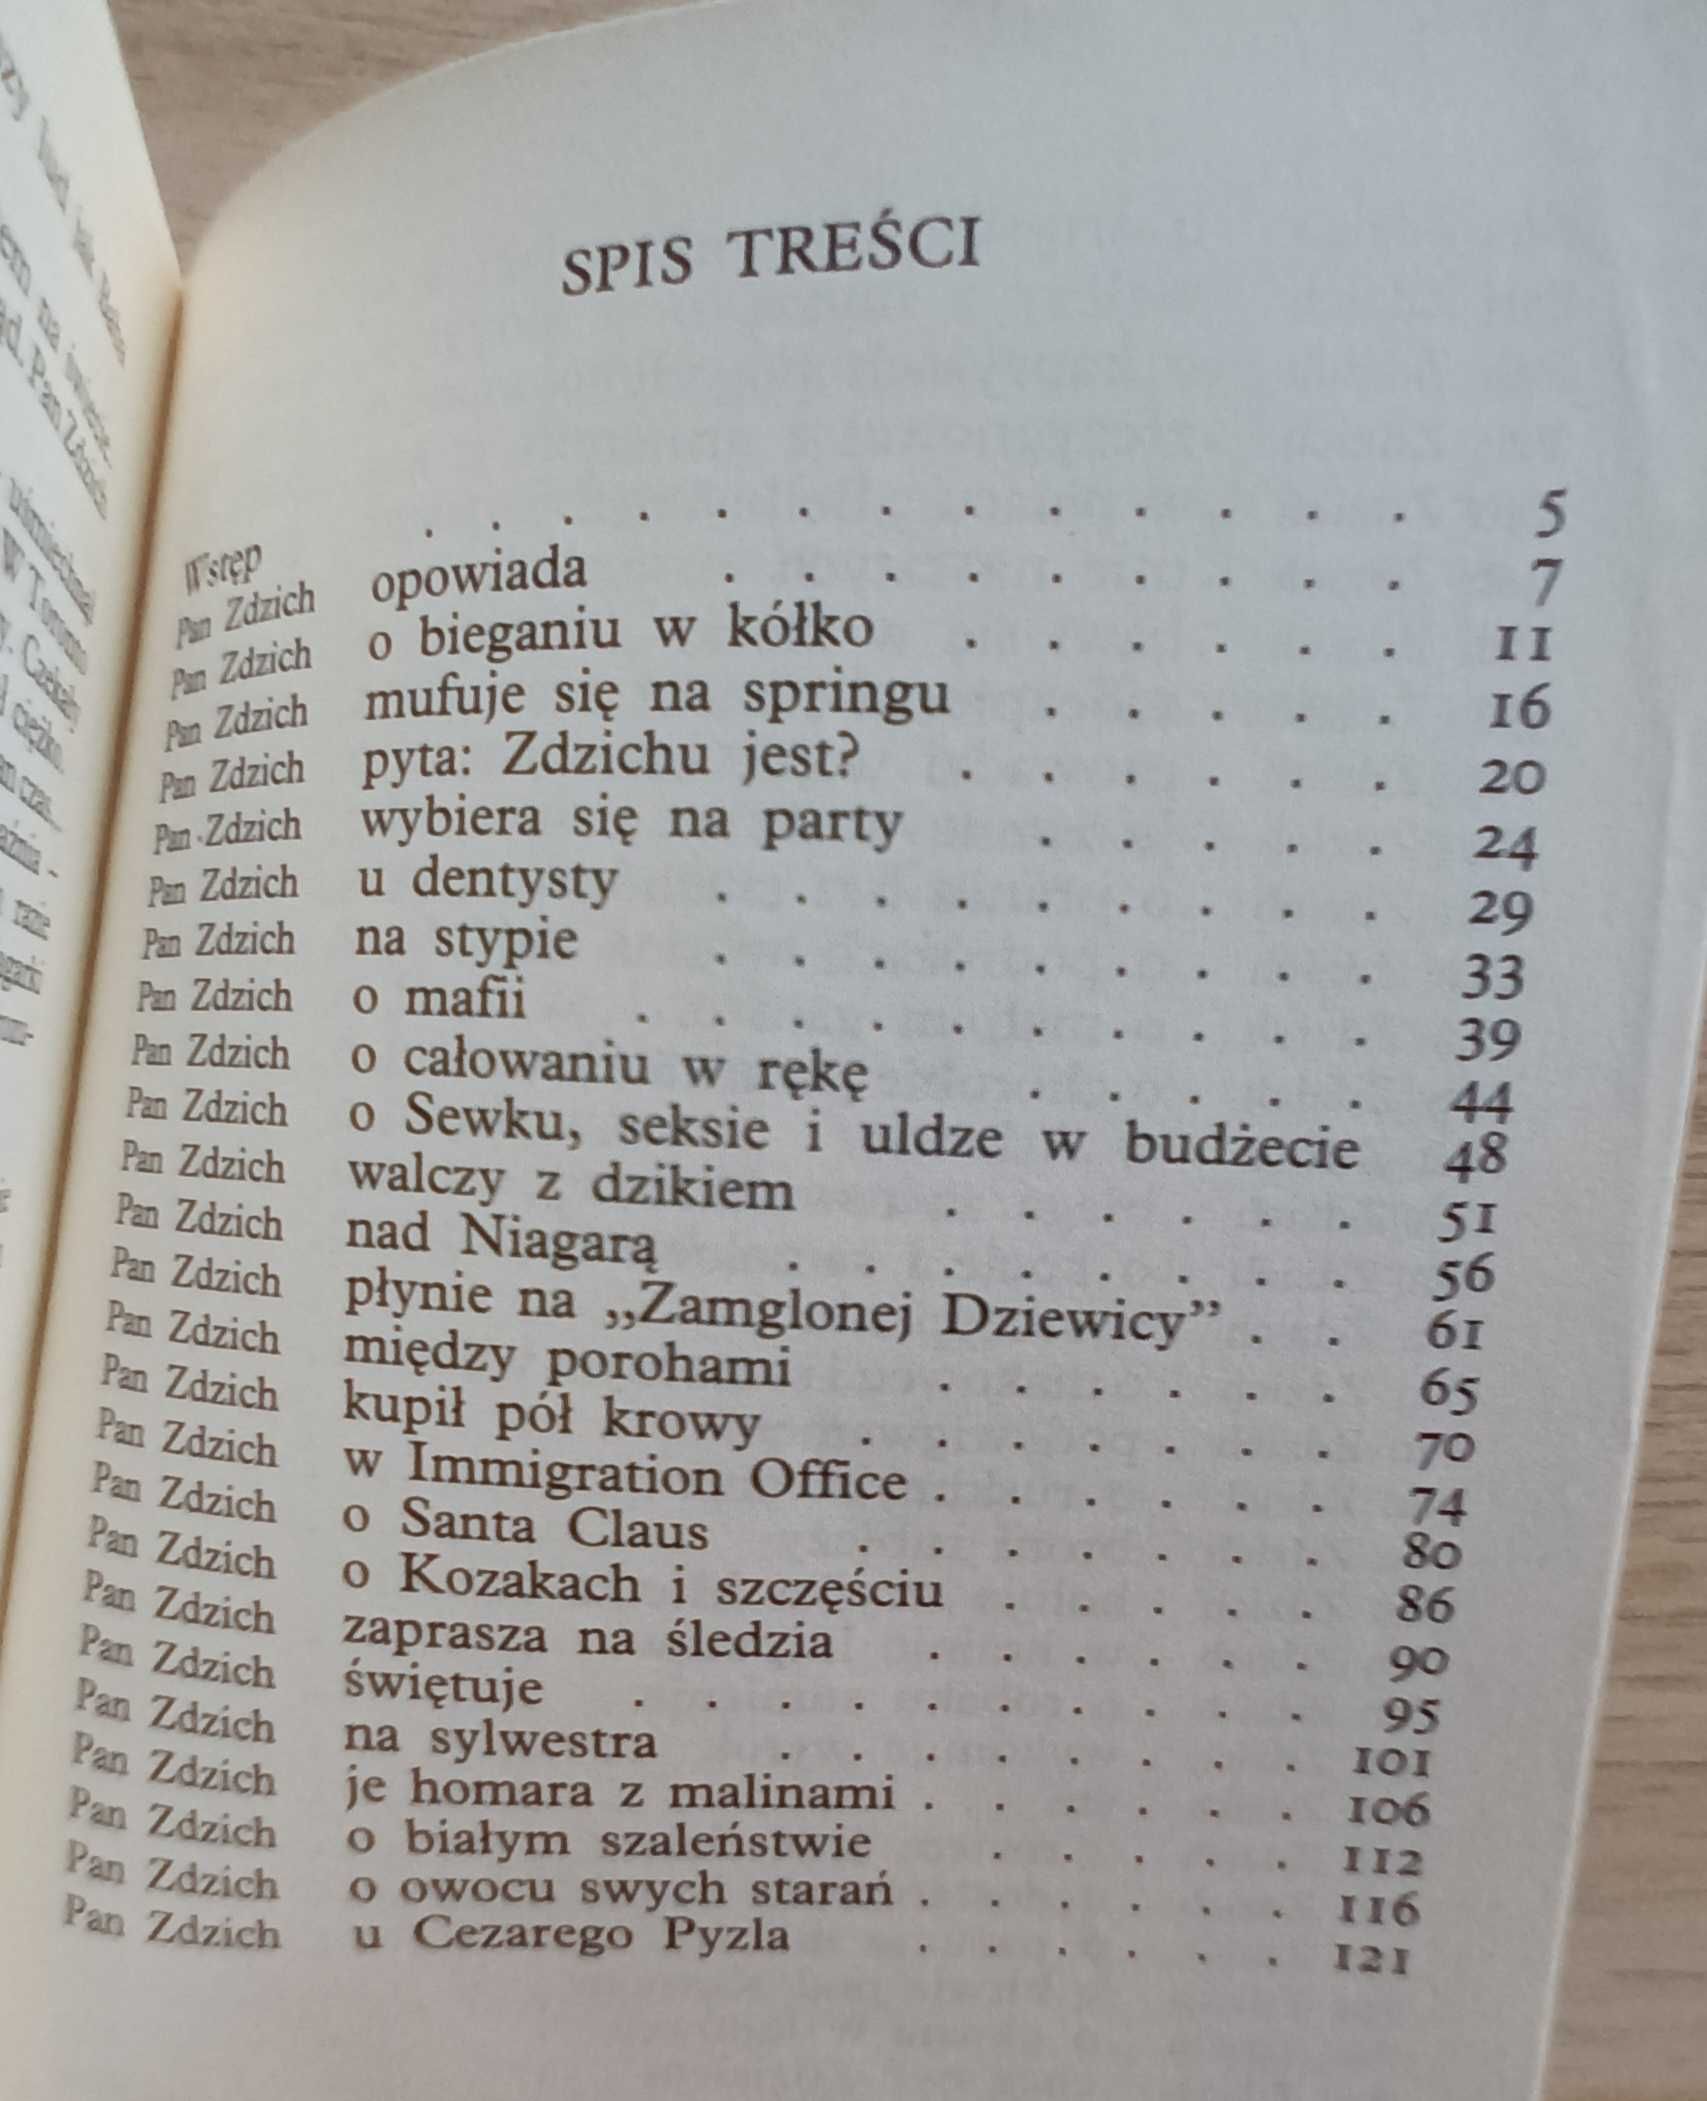 SPIS TREŚCI
Wstęp . . . . . . . . . . . . . 5
Pan Zdzich opowiada . . . . . . . . . 7
Pan Zdzich o bieganiu w kółko . . . . . . 11
Pan Zdzich mufuje się na springu . . . . . 16
Pan Zdzich pyta: Zdzichu jest? . . . . . . 20
Pan Zdzich wybiera się na party . . . . . 24
Pan Zdzich u dentysty . . . . . . . . . 29
Pan Zdzich na stypie . . . . . . . . . 33
Pan Zdzich o mafii . . . . . . . . . . 39
Pan Zdzich o całowaniu w rękę . . . . . 44
Pan Zdzich o Sewku, seksie i uldze w budżecie 48
Pan Zdzich walczy z dzikiem . . . . . . 51
Pan Zdzich nad Niagarą . . . . . . . . 56
Pan Zdzich płynie na „Zamglonej Dziewicy” . . 61
Pan Zdzich między porohami . . . . . . 65
Pan Zdzich kupił pół krowy . . . . . . . 70
Pan Zdzich w Immigration Office . . . . . . 74
Pan Zdzich o Santa Claus . . . . . . . 80
Pan Zdzich o Kozakach i szczęściu . . . . . 86
Pan Zdzich zaprasza na śledzia . . . . . . 90
Pan Zdzich świętuje . . . . . . . . . . 95
Pan Zdzich na sylwestra . . . . . . . . 101
Pan Zdzich je homara z malinami . . . . . . 106
Pan Zdzich o białym szaleństwie . . . . . 112
Pan Zdzich o owocu swych starań . . . . . . 116
Pan Zdzich u Cezarego Pyzla . . . . . . 121